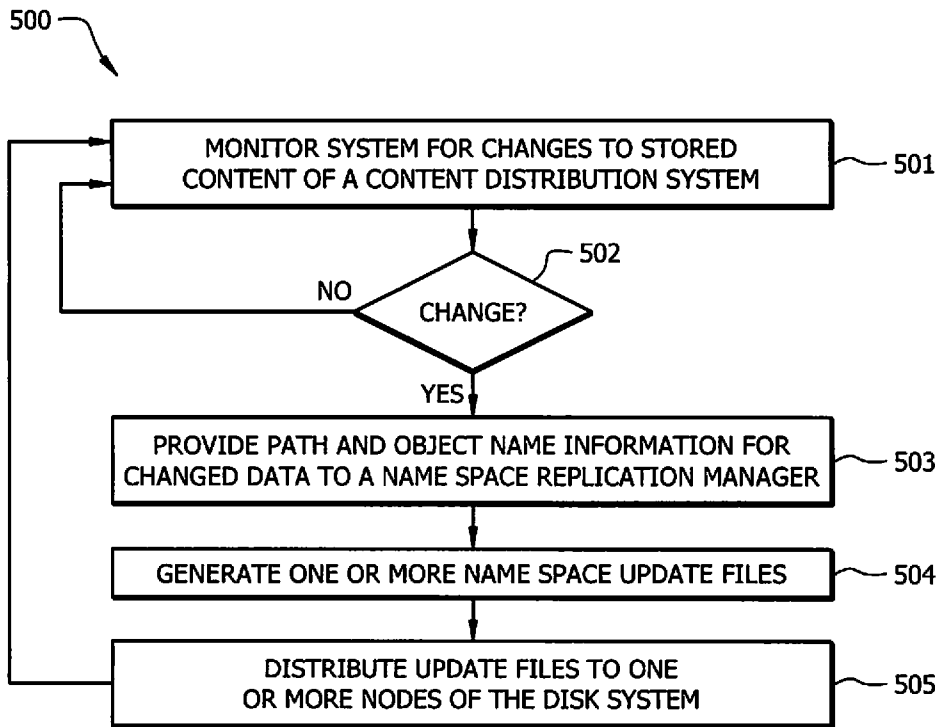 500
MONITOR SYSTEM FOR CHANGES TO STORED
CONTENT OF A CONTENT DISTRIBUTION SYSTEM
501
502
CHANGE?
NO
YES
PROVIDE PATH AND OBJECT NAME INFORMATION FOR
CHANGED DATA TO A NAME SPACE REPLICATION MANAGER
503
GENERATE ONE OR MORE NAME SPACE UPDATE FILES
504
DISTRIBUTE UPDATE FILES TO ONE
OR MORE NODES OF THE DISK SYSTEM
505